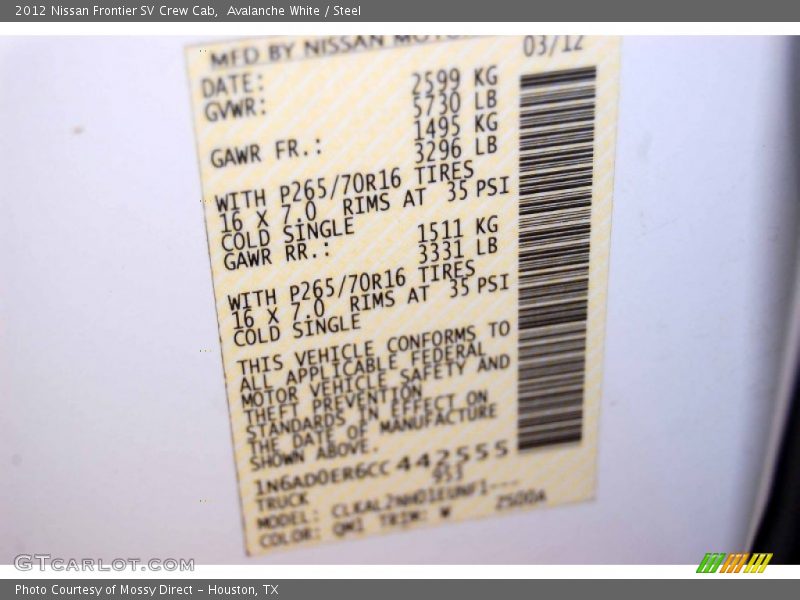 2012 Nissan Frontier SV Crew Cab,  Avalanche White / Steel
MFD BY NISSAN
DATE: 03/12
GVWR: 2599 KG
5730 LB
1495 KG
GAWR FR.: 3296 LB
WITH P265/70R16 TIRES
16 X 7.0 RIMS AT 35 PSI
COLD SINGLE
GAWR RR.: 1511 KG
3331 LB
WITH P265/70R16 TIRES
16 X 7.0 RIMS AT 35 PSI
COLD SINGLE
THIS VEHICLE CONFORMS TO
ALL APPLICABLE FEDERAL
MOTOR VEHICLE SAFETY AND
THEFT PREVENTION
STANDARDS IN EFFECT ON
THE DATE OF MANUFACTURE
SHOWN ABOVE.
1N6AD0ER6CC 442555
TRUCK 953
MODEL:
COLOR: QM1 TRIM: W
GTCARLOT.COM
Photo Courtesy of Mossy Direct - Houston, TX